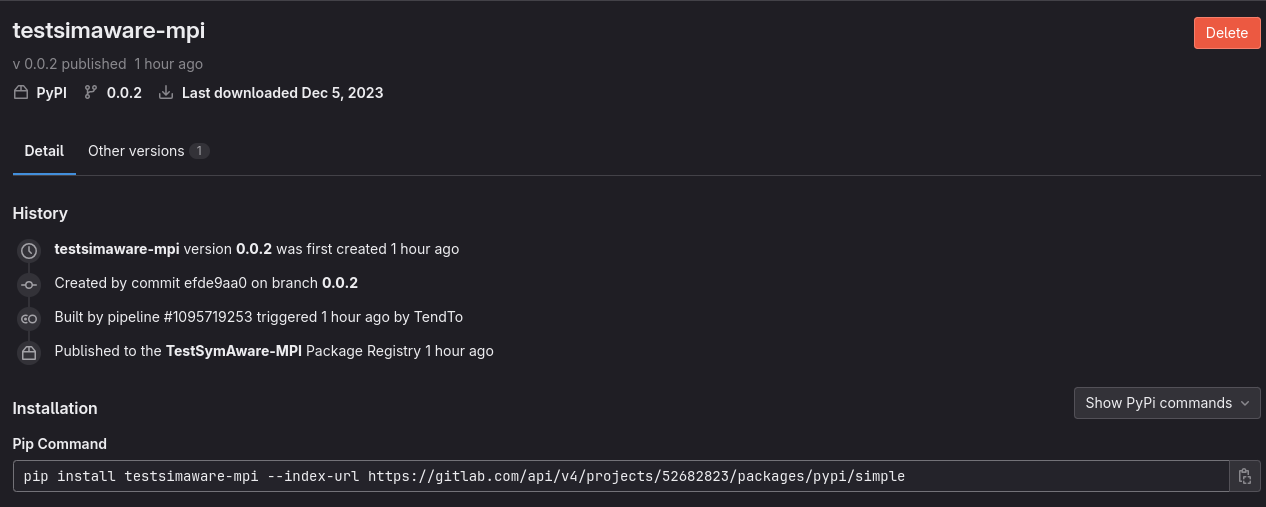 testsimaware-mpi
Delete
v 0.0.2 published 1 hour ago
PyPI 0.0.2 Last downloaded Dec 5, 2023
Detail Other versions 1
History
testsimaware-mpi version 0.0.2 was first created 1 hour ago
Created by commit efde9aa0 on branch 0.0.2
Built by pipeline #1095719253 triggered 1 hour ago by TendTo
Published to the TestSymAware-MPI Package Registry 1 hour ago
Installation
Show PyPi commands
Pip Command
pip install testsimaware-mpi --index-url https://gitlab.com/api/v4/projects/52682823/packages/pypi/simple